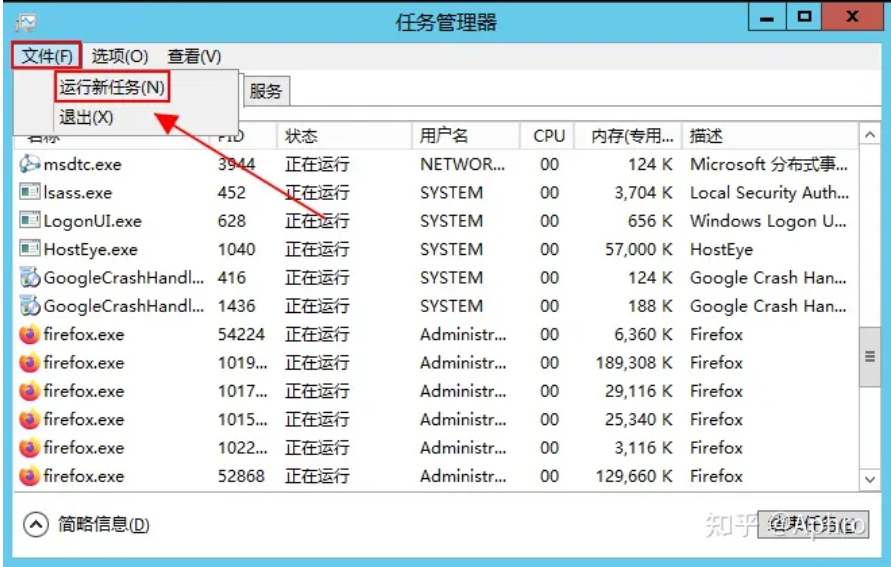 任务管理器
文件(F) 选项(O) 查看(V)
运行新任务(N) 服务
退出(X)
名称 PID 状态 用户名 CPU 内存(专用... 描述
msdtc.exe 3944 正在运行 NETWOR... 00 124 K Microsoft 分布式事...
lsass.exe 452 正在运行 SYSTEM 00 3,704 K Local Security Auth...
LogonUI.exe 628 正在运行 SYSTEM 00 656 K Windows Logon U...
HostEye.exe 1040 正在运行 SYSTEM 00 57,000 K HostEye
GoogleCrashHandl... 416 正在运行 SYSTEM 00 124 K Google Crash Han...
GoogleCrashHandl... 1436 正在运行 SYSTEM 00 188 K Google Crash Han...
firefox.exe 54224 正在运行 Administr... 00 6,360 K Firefox
firefox.exe 1019... 正在运行 Administr... 00 189,308 K Firefox
firefox.exe 1017... 正在运行 Administr... 00 29,116 K Firefox
firefox.exe 1015... 正在运行 Administr... 00 25,340 K Firefox
firefox.exe 1022... 正在运行 Administr... 00 3,116 K Firefox
firefox.exe 52868 正在运行 Administr... 00 129,660 K Firefox
简略信息(D) 结束任务(E)
知乎